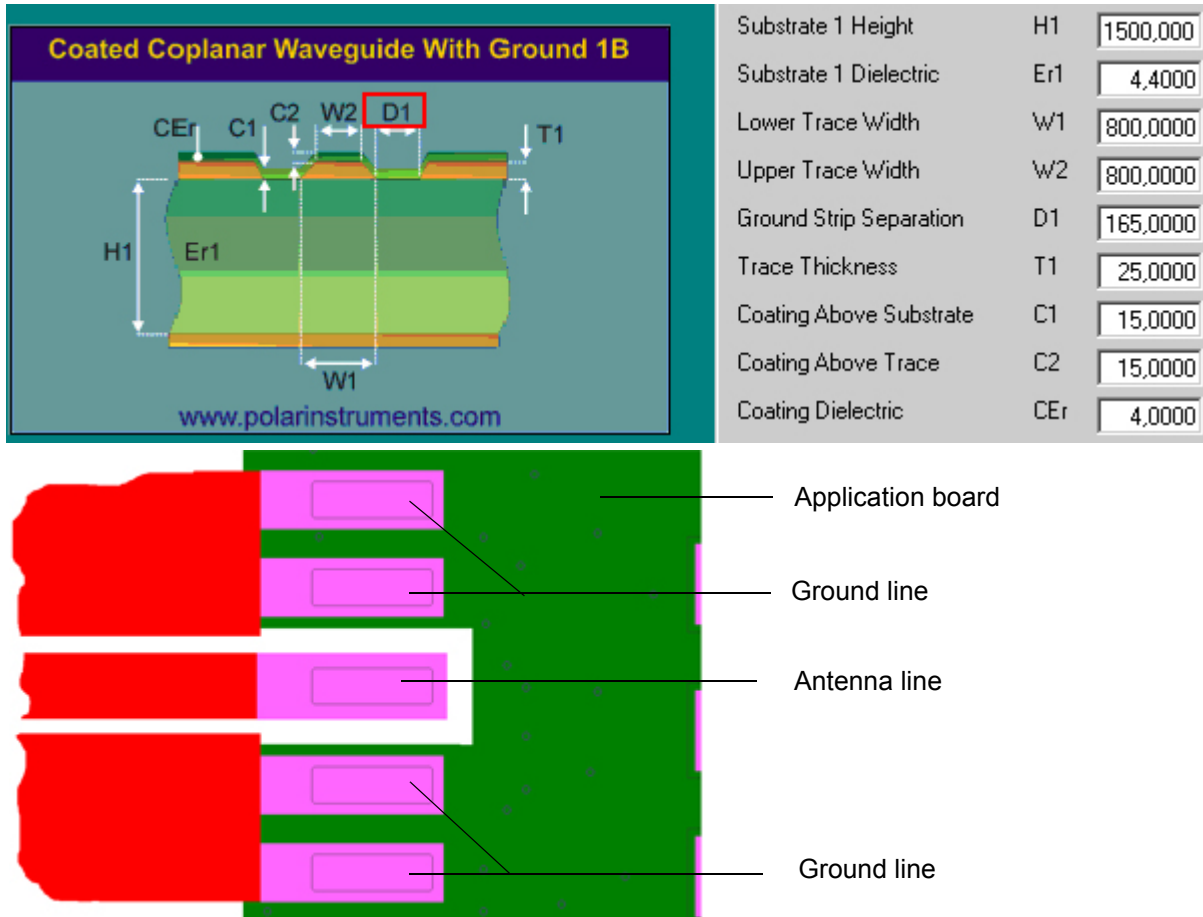 Coated Coplanar Waveguide With Ground 1B
CEr C1 C2 W2 D1 T1
H1 Er1
W1
www.polarinstruments.com
Substrate 1 Height H1 1500,000
Substrate 1 Dielectric Er1 4,4000
Lower Trace Width W1 800,0000
Upper Trace Width W2 800,0000
Ground Strip Separation D1 165,0000
Trace Thickness T1 25,0000
Coating Above Substrate C1 15,0000
Coating Above Trace C2 15,0000
Coating Dielectric CEr 4,0000
Application board
Ground line
Antenna line
Ground line